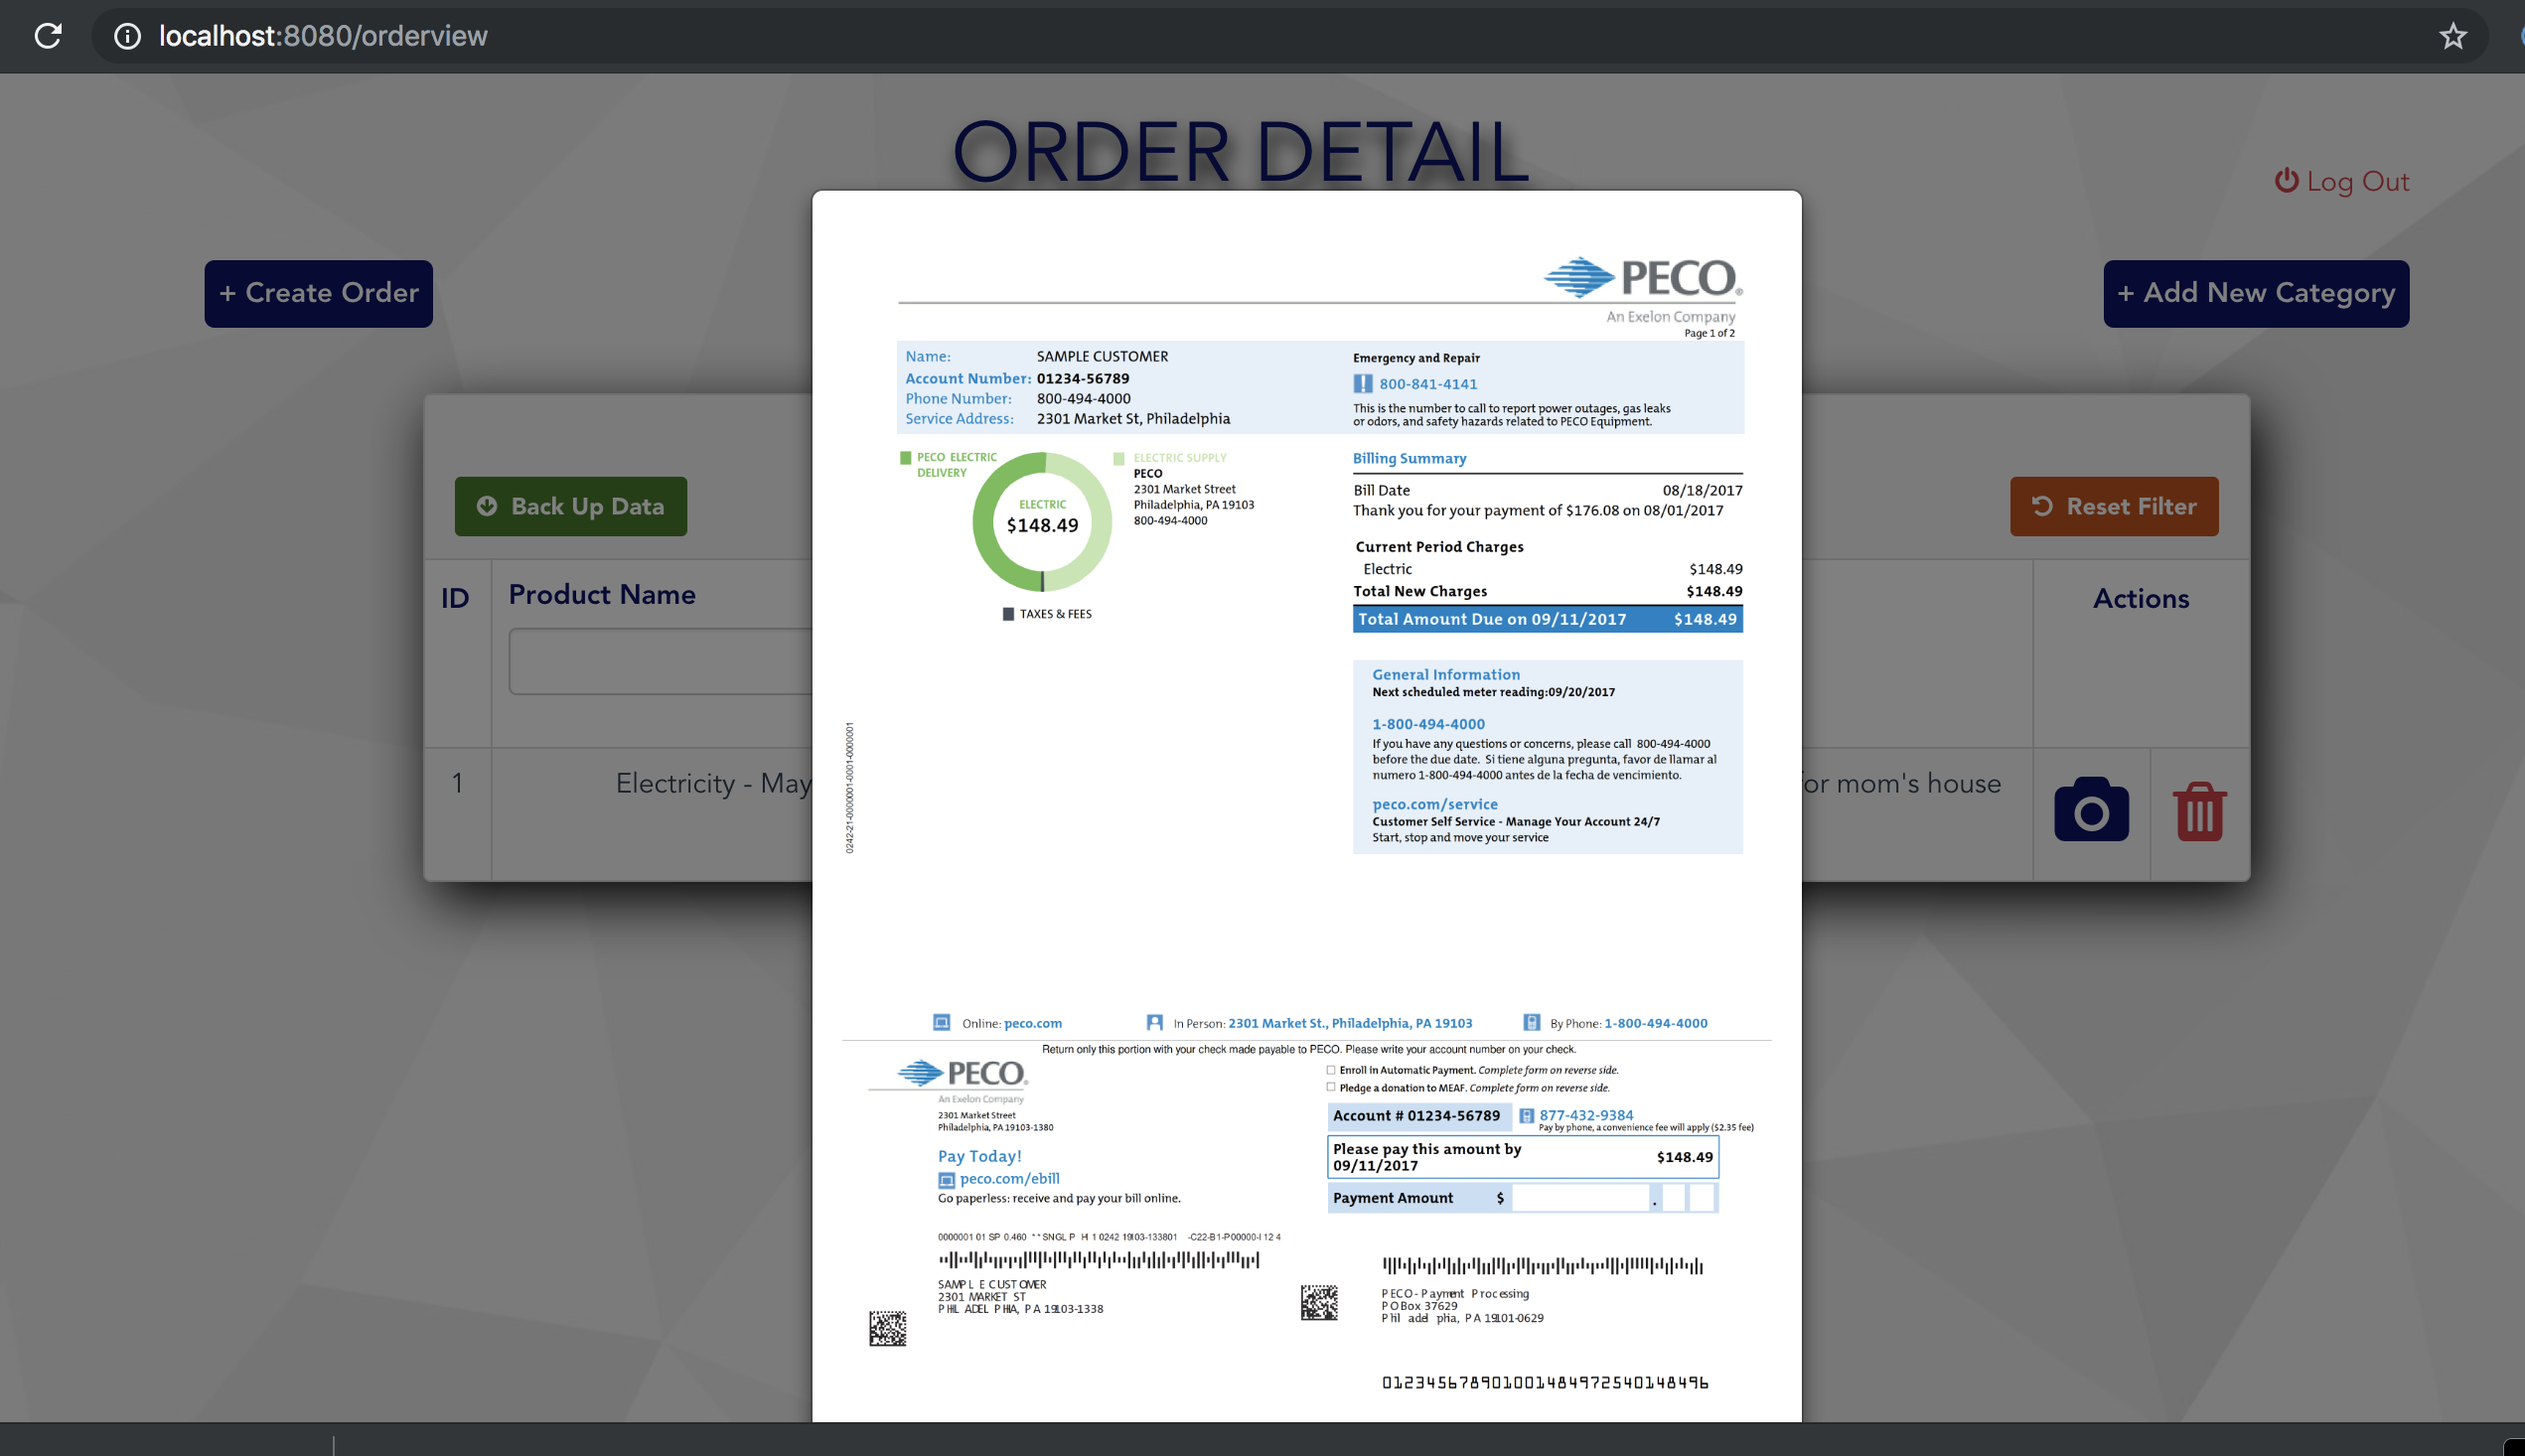 localhost:8080/orderview
ORDER DETAIL
Log Out
+ Create Order
+ Add New Category
Back Up Data
Reset Filter
ID
Product Name
Actions
1
Electricity - May
or mom's house
PECO®
An Exelon Company
Page 1 of 2
Name: SAMPLE CUSTOMER
Account Number: 01234-56789
Phone Number: 800-494-4000
Service Address: 2301 Market St, Philadelphia
Emergency and Repair
800-841-4141
This is the number to call to report power outages, gas leaks
or odors, and safety hazards related to PECO Equipment.
PECO ELECTRIC
DELIVERY
ELECTRIC
$148.49
ELECTRIC SUPPLY
PECO
2301 Market Street
Philadelphia, PA 19103
800-494-4000
TAXES & FEES
Billing Summary
Bill Date 08/18/2017
Thank you for your payment of $176.08 on 08/01/2017
Current Period Charges
Electric $148.49
Total New Charges $148.49
Total Amount Due on 09/11/2017 $148.49
General Information
Next scheduled meter reading:09/20/2017
1-800-494-4000
If you have any questions or concerns, please call 800-494-4000
before the due date. Si tiene alguna pregunta, favor de llamar al
numero 1-800-494-4000 antes de la fecha de vencimiento.
peco.com/service
Customer Self Service - Manage Your Account 24/7
Start, stop and move your service
0242-21-0000001-0001-0000001
Online: peco.com
In Person: 2301 Market St., Philadelphia, PA 19103
By Phone: 1-800-494-4000
Return only this portion with your check made payable to PECO. Please write your account number on your check.
PECO®
An Exelon Company
2301 Market Street
Philadelphia, PA 19103-1380
Pay Today!
peco.com/ebill
Go paperless: receive and pay your bill online.
Enroll in Automatic Payment. Complete form on reverse side.
Pledge a donation to MEAF. Complete form on reverse side.
Account # 01234-56789
877-432-9384
Pay by phone, a convenience fee will apply ($2.35 fee)
Please pay this amount by
09/11/2017 $148.49
Payment Amount $ .
0000001 01 SP 0.460 **SNGLP H 1 0242 19103-133801 -C22-B1-P00000-I 12 4
SAMPLE CUSTOMER
2301 MARKET ST
PHILADELPHIA, PA 19103-1338
PECO - Payment Processing
PO Box 37629
Philadelphia, PA 19101-0629
012345678901001484972540148496